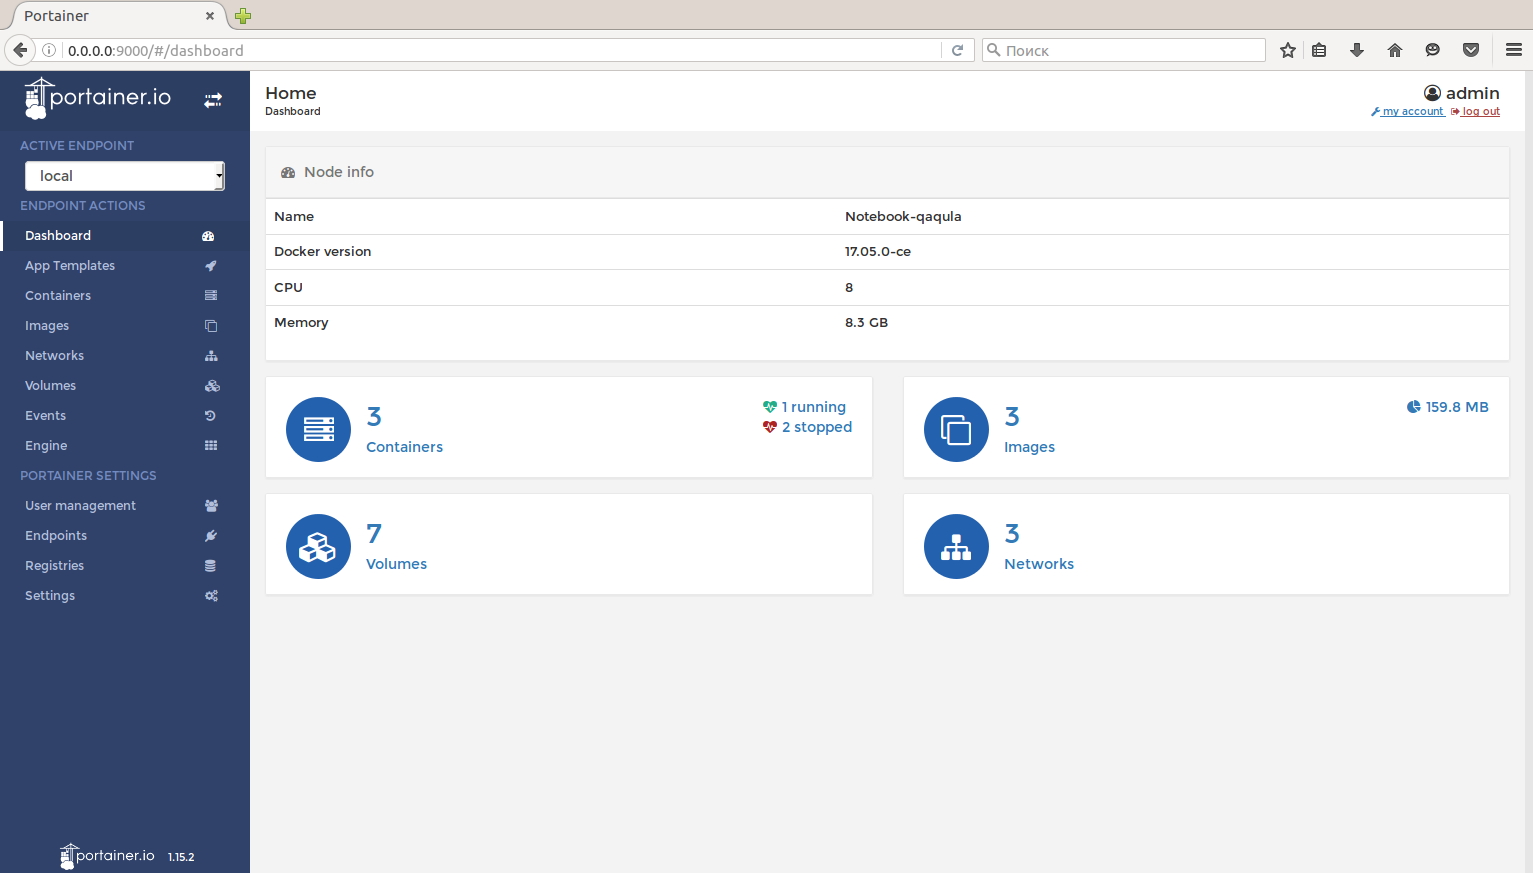 Portainer
0.0.0.0:9000/#/dashboard
Поиск
portainer.io
ACTIVE ENDPOINT
local
ENDPOINT ACTIONS
Dashboard
App Templates
Containers
Images
Networks
Volumes
Events
Engine
PORTAINER SETTINGS
User management
Endpoints
Registries
Settings
portainer.io 1.15.2
Home
Dashboard
admin
my account log out
Node info
Name Notebook-qaqula
Docker version 17.05.0-ce
CPU 8
Memory 8.3 GB
3
Containers
1 running
2 stopped
3
Images
159.8 MB
7
Volumes
3
Networks